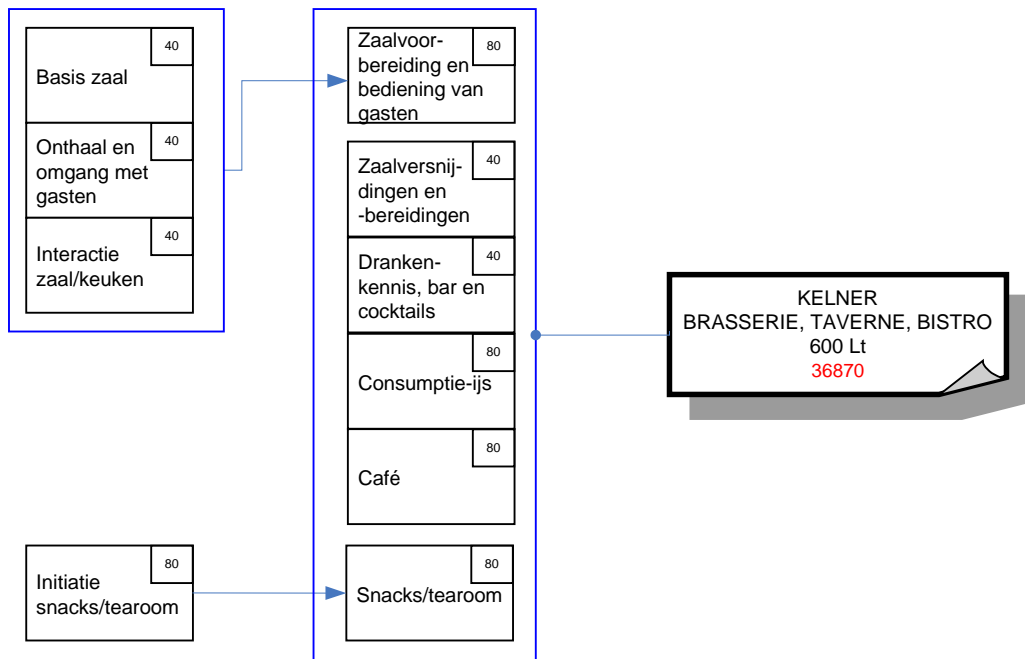 40
Basis zaal
40
Onthaal en
omgang met
gasten
40
Interactie
zaal/keuken
80
Initiatie
snacks/tearoom
80
Zaalvoor-
bereiding en
bediening van
gasten
40
Zaalversnij-
dingen en
-bereidingen
40
Dranken-
kennis, bar en
cocktails
80
Consumptie-ijs
80
Café
80
Snacks/tearoom
KELNER
BRASSERIE, TAVERNE, BISTRO
600 Lt
36870